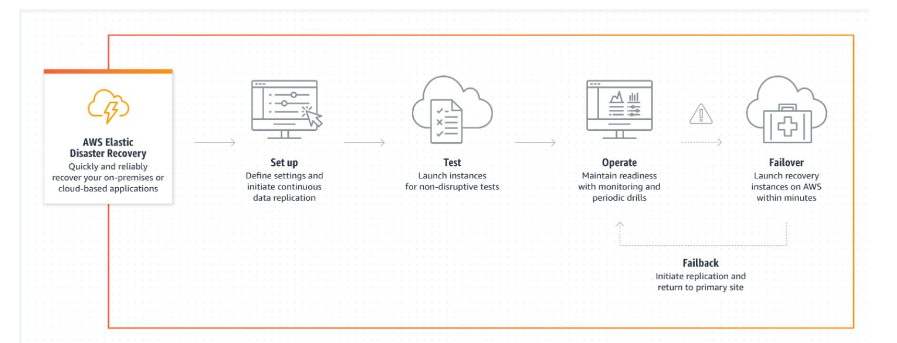 AWS Elastic
Disaster Recovery
Quickly and reliably
recover your on-premises or
cloud-based applications
Set up
Define settings and
initiate continuous
data replication
Test
Launch instances
for non-disruptive tests
Operate
Maintain readiness
with monitoring and
periodic drills
Failover
Launch recovery
instances on AWS
within minutes
Failback
Initiate replication and
return to primary site